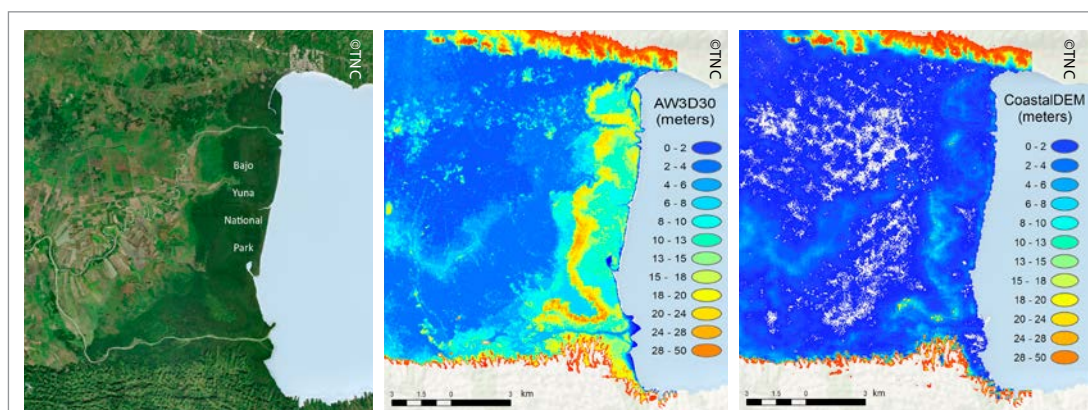 ©TNC
Bajo
Yuna
National
Park
©TNC
AW3D30
(meters)
0 - 2
2 - 4
4 - 6
6 - 8
8 - 10
10 - 13
13 - 15
15 - 18
18 - 20
20 - 24
24 - 28
28 - 50
3 1.5 0 3 km
©TNC
CoastalDEM
(meters)
0 - 2
2 - 4
4 - 6
6 - 8
8 - 10
10 - 13
13 - 15
15 - 18
18 - 20
20 - 24
24 - 28
28 - 50
3 1.5 0 3 km